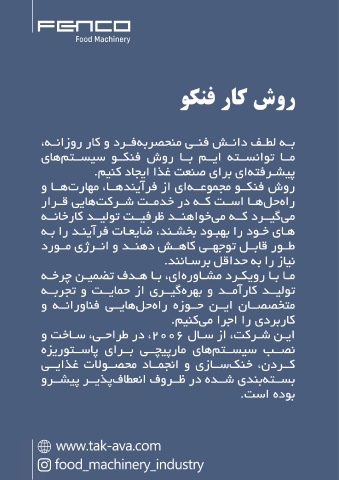 FENCO
Food Machinery
روش کار فنکو
به لطف دانش فنی منحصربه‌فرد و کار روزانه،
ما توانسته ایم با روش فنکو سیستم‌های
پیشرفته‌ای برای صنعت غذا ایجاد کنیم.
روش فنکو مجموعه‌ای از فرآیندها، مهارت‌ها و
راه‌حل‌ها است که در خدمت شرکت‌هایی قرار
می‌گیرد که می‌خواهند ظرفیت تولید کارخانه
های خود را بهبود بخشند، ضایعات فرآیند را به
طور قابل توجهی کاهش دهند و انرژی مورد
نیاز را به حداقل برسانند.
ما با رویکرد مشاوره‌ای، با هدف تضمین چرخه
تولید کارآمد و بهره‌گیری از حمایت و تجربه
متخصصان این حوزه راه‌حل‌هایی فناورانه و
کاربردی را اجرا می‌کنیم.
این شرکت، از سال ۲۰۰۶، در طراحی، ساخت و
نصب سیستم‌های مارپیچی برای پاستوریزه
کردن، خنک‌سازی و انجماد محصولات غذایی
بسته‌بندی شده در ظروف انعطاف‌پذیر پیشرو
بوده است.
www.tak-ava.com
food_machinery_industry